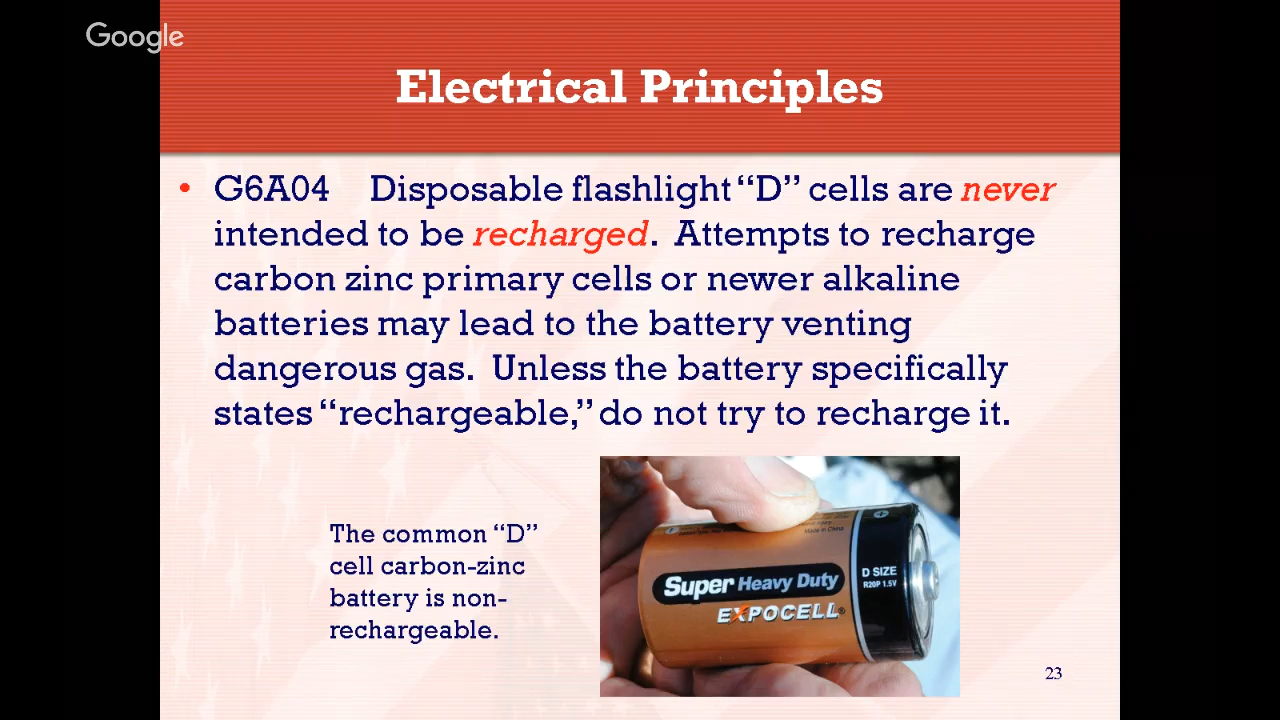 Google
Electrical Principles
• G6A04 Disposable flashlight “D” cells are never
intended to be recharged. Attempts to recharge
carbon zinc primary cells or newer alkaline
batteries may lead to the battery venting
dangerous gas. Unless the battery specifically
states “rechargeable,” do not try to recharge it.
The common “D”
cell carbon-zinc
battery is non-
rechargeable.
Made in China
D SIZE
R20P 1.5V
Super Heavy Duty
EXPOCELL®
23